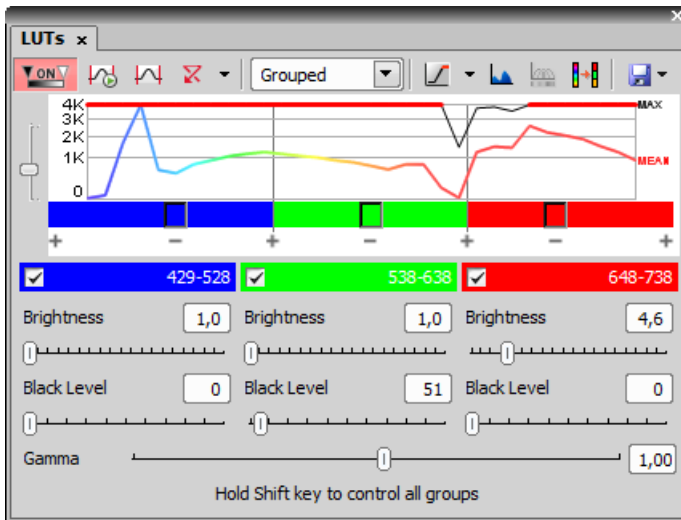 LUTs x
ON Grouped
4K MAX
3K
2K
1K MEAN
0
+ − + − + − +
429-528 538-638 648-738
Brightness 1,0 Brightness 1,0 Brightness 4,6
Black Level 0 Black Level 51 Black Level 0
Gamma 1,00
Hold Shift key to control all groups